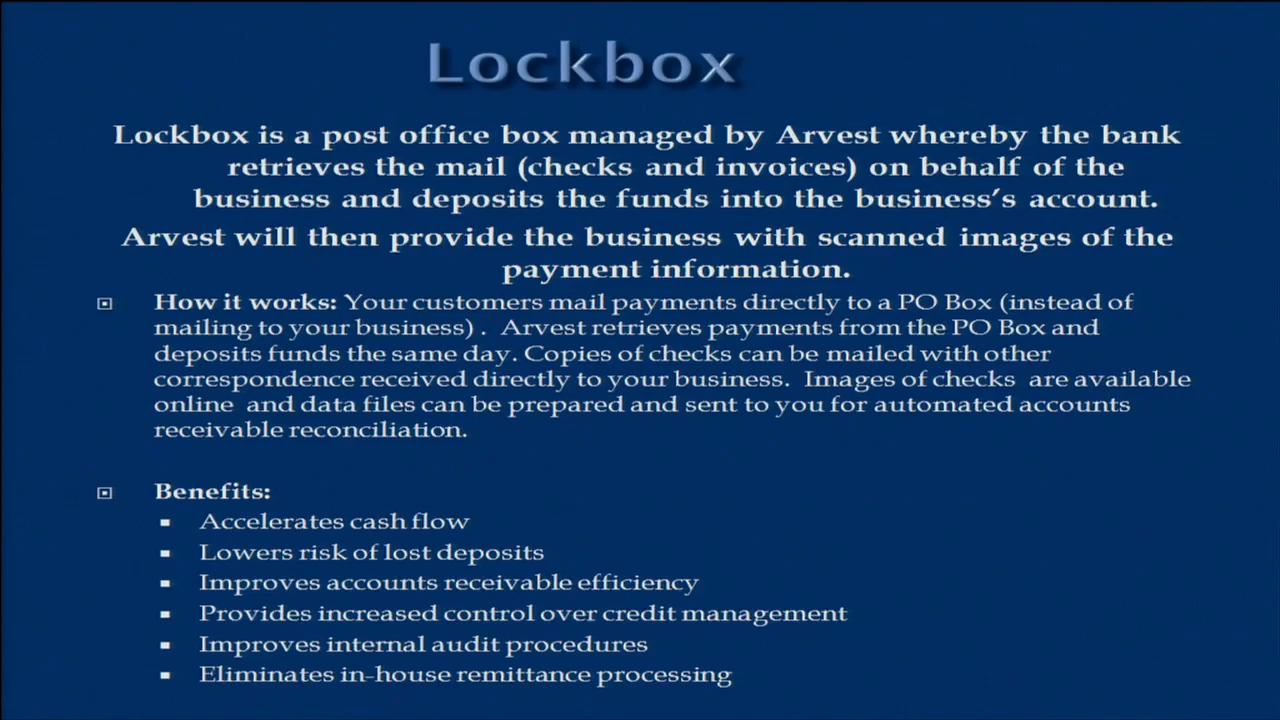 Lockbox
Lockbox is a post office box managed by Arvest whereby the bank
retrieves the mail (checks and invoices) on behalf of the
business and deposits the funds into the business’s account.
Arvest will then provide the business with scanned images of the
payment information.
How it works: Your customers mail payments directly to a PO Box (instead of
mailing to your business) .  Arvest retrieves payments from the PO Box and
deposits funds the same day. Copies of checks can be mailed with other
correspondence received directly to your business.  Images of checks  are available
online  and data files can be prepared and sent to you for automated accounts
receivable reconciliation.
Benefits:
Accelerates cash flow
Lowers risk of lost deposits
Improves accounts receivable efficiency
Provides increased control over credit management
Improves internal audit procedures
Eliminates in-house remittance processing